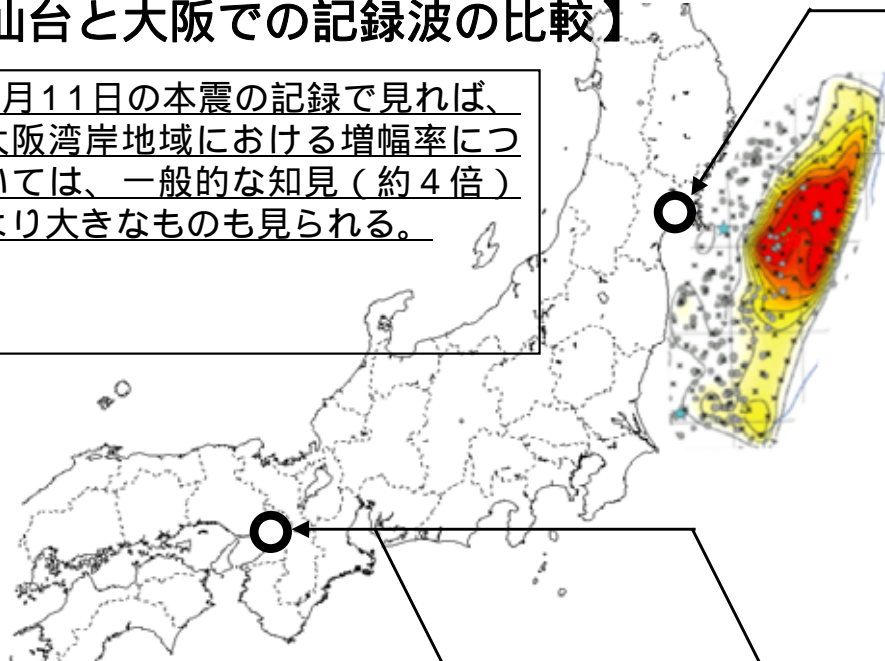 仙台と大阪での記録波の比較】
月11日の本震の記録で見れば、
大阪湾岸地域における増幅率につ
いては、一般的な知見（約４倍）
より大きなものも見られる。